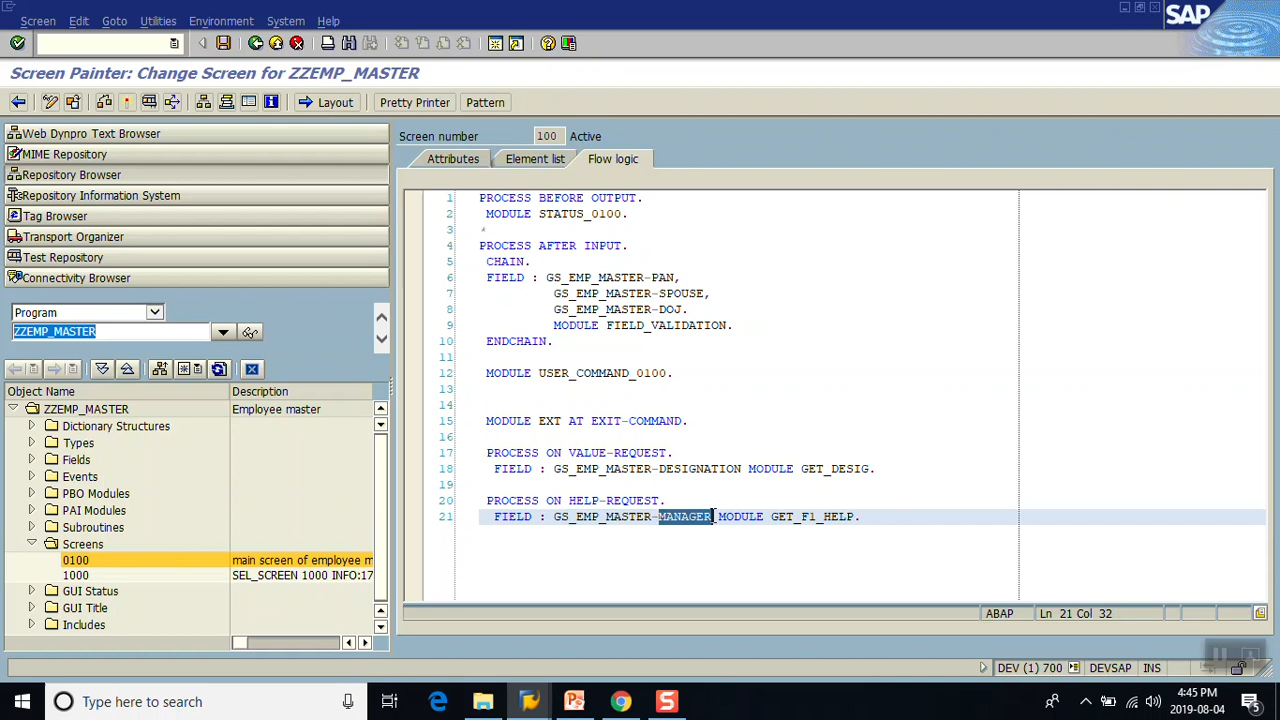 Screen Edit Goto Utilities Environment System Help
SAP
Screen Painter: Change Screen for ZZEMP_MASTER
Layout Pretty Printer Pattern
Web Dynpro Text Browser
MIME Repository
Repository Browser
Repository Information System
Tag Browser
Transport Organizer
Test Repository
Connectivity Browser
Program
ZZEMP_MASTER
Object Name Description
ZZEMP_MASTER Employee master
Dictionary Structures
Types
Fields
Events
PBO Modules
PAI Modules
Subroutines
Screens
0100 main screen of employee m
1000 SEL_SCREEN 1000 INFO:17
GUI Status
GUI Title
Includes
Screen number 100 Active
Attributes Element list Flow logic
1 PROCESS BEFORE OUTPUT.
2 MODULE STATUS_0100.
3 *
4 PROCESS AFTER INPUT.
5 CHAIN.
6 FIELD : GS_EMP_MASTER-PAN,
7 GS_EMP_MASTER-SPOUSE,
8 GS_EMP_MASTER-DOJ.
9 MODULE FIELD_VALIDATION.
10 ENDCHAIN.
11
12 MODULE USER_COMMAND_0100.
13
14
15 MODULE EXT AT EXIT-COMMAND.
16
17 PROCESS ON VALUE-REQUEST.
18 FIELD : GS_EMP_MASTER-DESIGNATION MODULE GET_DESIG.
19
20 PROCESS ON HELP-REQUEST.
21 FIELD : GS_EMP_MASTER-MANAGER MODULE GET_F1_HELP.
ABAP Ln 21 Col 32
DEV (1) 700 DEVSAP INS
Type here to search
4:45 PM
2019-08-04
5